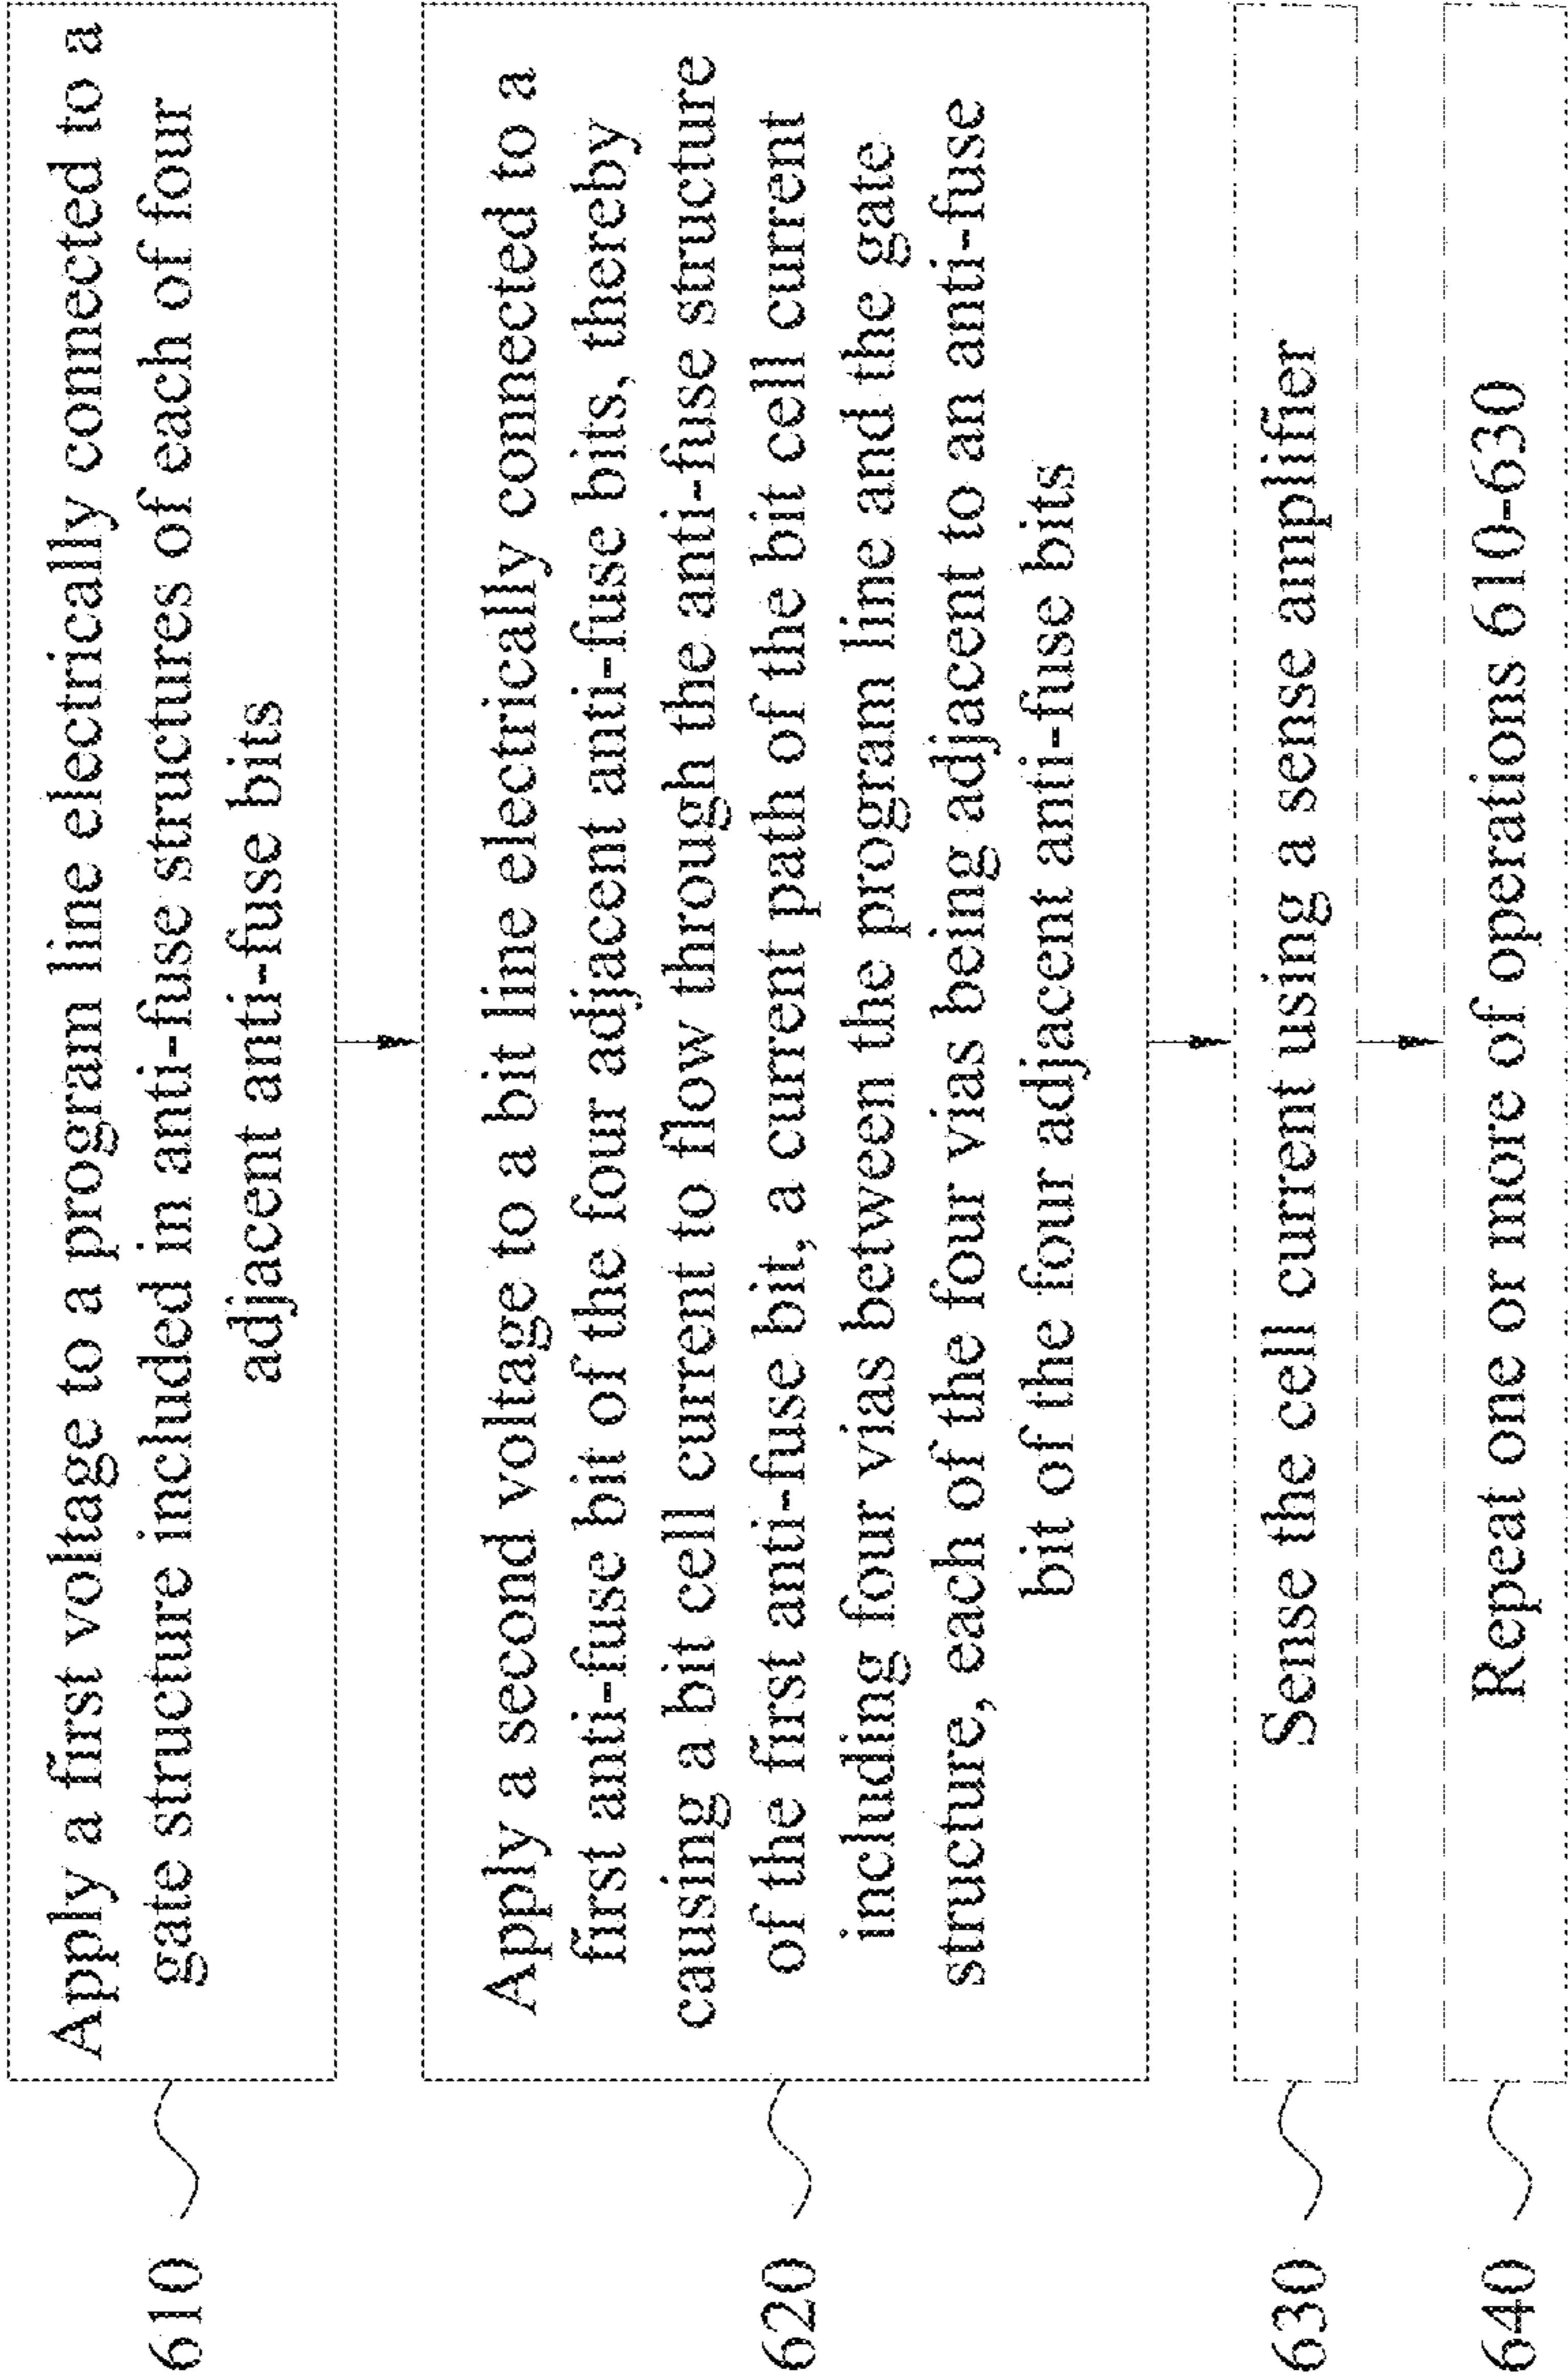 610
Apply a first voltage to a program line electrically connected to a
gate structure included in anti-fuse structures of each of four
adjacent anti-fuse bits
620
Apply a second voltage to a bit line electrically connected to a
first anti-fuse bit of the four adjacent anti-fuse bits, thereby
causing a bit cell current to flow through the anti-fuse structure
of the first anti-fuse bit, a current path of the bit cell current
including four vias between the program line and the gate
structure, each of the four vias being adjacent to an anti-fuse
bit of the four adjacent anti-fuse bits
630
Sense the cell current using a sense amplifier
640
Repeat one or more of operations 610-630